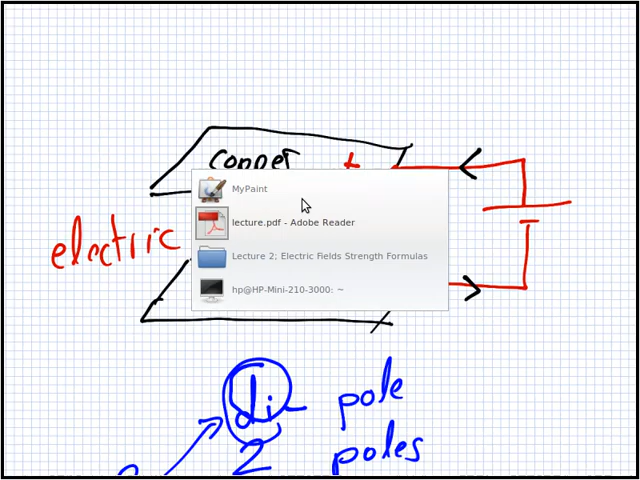 copper +
MyPaint
lecture.pdf - Adobe Reader
electric
Lecture 2; Electric Fields Strength Formulas
hp@HP-Mini-210-3000: ~
di- pole
2 poles